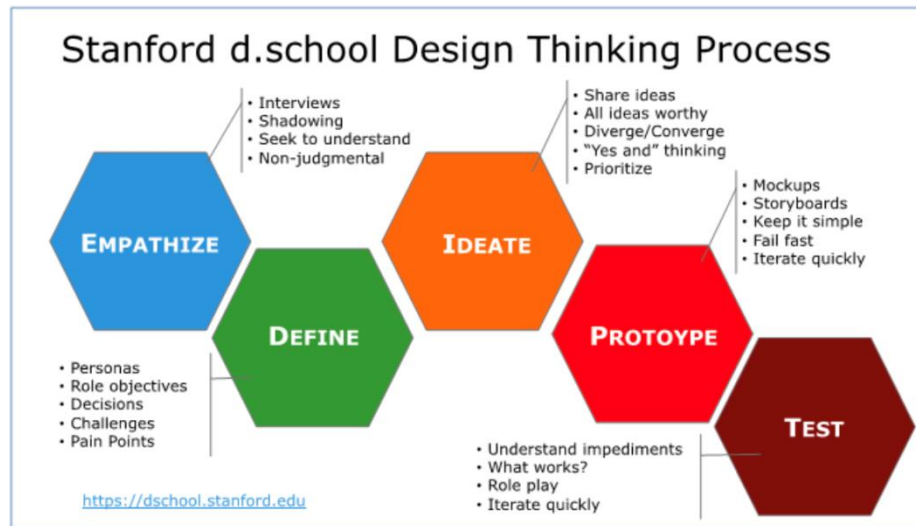 Stanford d.school Design Thinking Process
EMPATHIZE
• Interviews
• Shadowing
• Seek to understand
• Non-judgmental
DEFINE
• Personas
• Role objectives
• Decisions
• Challenges
• Pain Points
IDEATE
• Share ideas
• All ideas worthy
• Diverge/Converge
• "Yes and" thinking
• Prioritize
PROTOYPE
• Mockups
• Storyboards
• Keep it simple
• Fail fast
• Iterate quickly
TEST
• Understand impediments
• What works?
• Role play
• Iterate quickly
https://dschool.stanford.edu